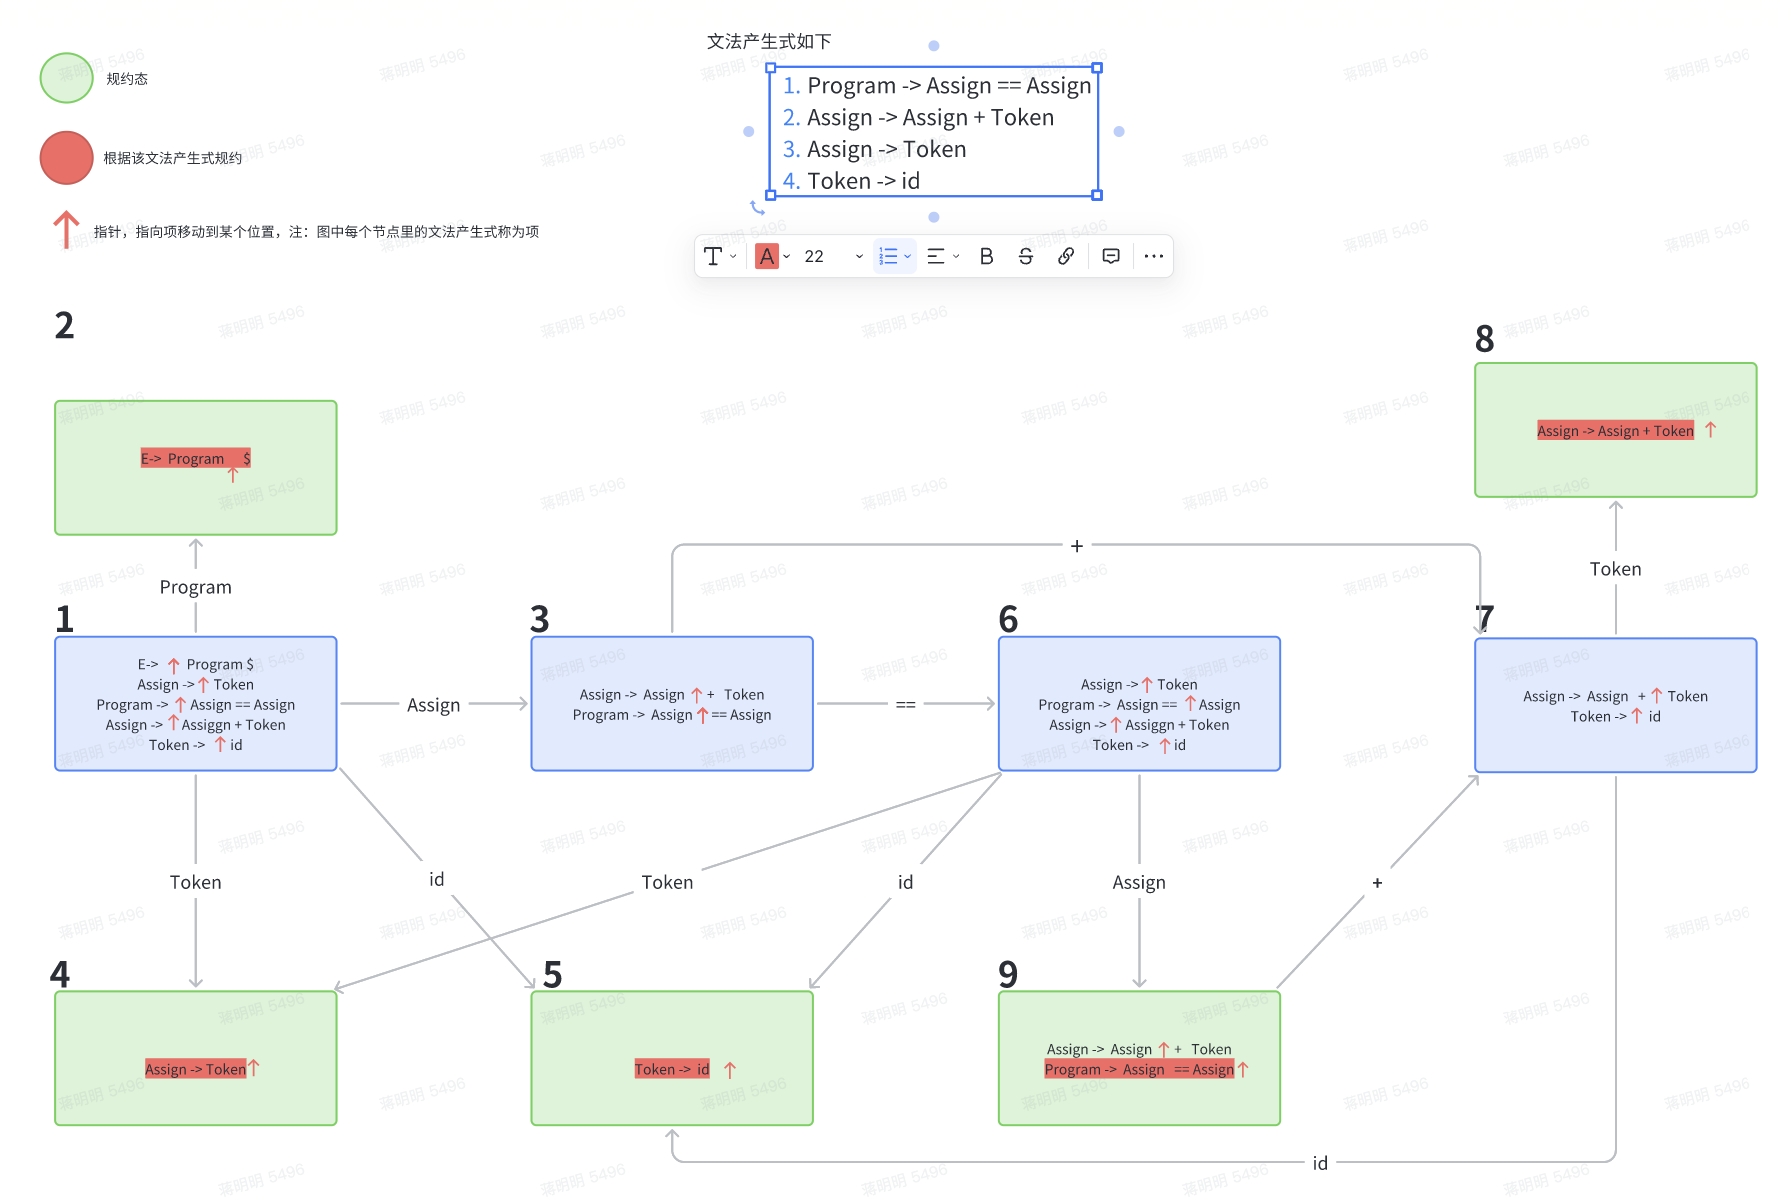 文法产生式如下
规约态
1. Program -> Assign == Assign
2. Assign -> Assign + Token
3. Assign -> Token
4. Token -> id
根据该文法产生式规约
指针，指向项移动到某个位置，注：图中每个节点里的文法产生式称为项
A 22 B S
2
8
E-> Program $
Assign -> Assign + Token
+
Program
Token
1
3
6
7
E-> Program $
Assign -> Token
Program -> Assign == Assign
Assign -> Assiggn + Token
Token -> id
Assign
Assign -> Assign + Token
Program -> Assign == Assign
==
Assign -> Token
Program -> Assign == Assign
Assign -> Assiggn + Token
Token -> id
Assign -> Assign + Token
Token -> id
Token
id
Token
id
Assign
+
4
5
9
Assign -> Token
Token -> id
Assign -> Assign + Token
Program -> Assign == Assign
id
蒋明明 5496